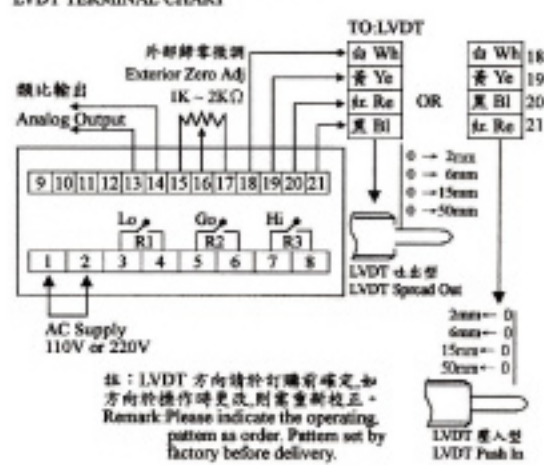 LVDT TERMINAL CHART
TO:LVDT
外部歸零微調
Exterior Zero Adj
1K ~ 2KΩ
類比輸出
Analog Output
白 Wh
黃 Ye
紅 Re
黑 Bl
OR
白 Wh 18
黃 Ye 19
黑 Bl 20
紅 Re 21
9 10 11 12 13 14 15 16 17 18 19 20 21
0 → 2mm
0 → 6mm
0 → 15mm
0 → 50mm
Lo Go Hi
R1 R2 R3
1 2 3 4 5 6 7 8
LVDT 出型
LVDT Spread Out
AC Supply
110V or 220V
2mm ← 0
6mm ← 0
15mm ← 0
50mm ← 0
註：LVDT 方向請於訂購前確定,如
方向於操作時更改,則需重新校正。
Remark:Please indicate the operating
pattern as order. Pattern set by
factory before delivery.
LVDT 壓入型
LVDT Push In